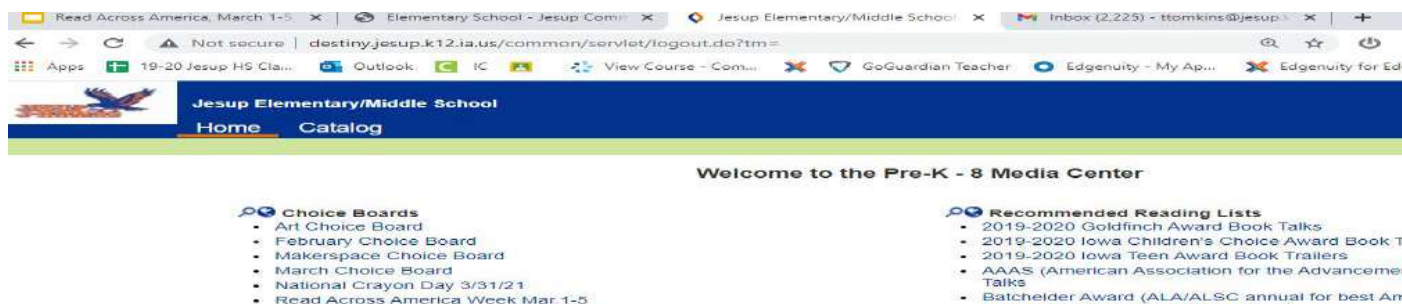 Read Across America, March 1-5
Elementary School - Jesup Comm
Jesup Elementary/Middle School
Inbox (2,225) - ttomkins@jesup.
Not secure | destiny.jesup.k12.ia.us/common/servlet/logout.do?tm=
Apps
19-20 Jesup HS Cla...
Outlook
IC
View Course - Com...
GoGuardian Teacher
Edgenuity - My Ap...
Edgenuity for Ed
Jesup Elementary/Middle School
Home Catalog
Welcome to the Pre-K - 8 Media Center
Choice Boards
• Art Choice Board
• February Choice Board
• Makerspace Choice Board
• March Choice Board
• National Crayon Day 3/31/21
• Read Across America Week Mar.1-5
Recommended Reading Lists
• 2019-2020 Goldfinch Award Book Talks
• 2019-2020 Iowa Children's Choice Award Book T
• 2019-2020 Iowa Teen Award Book Trailers
• AAAS (American Association for the Advanceme
Talks
• Batchelder Award (ALA/ALSC annual for best Am